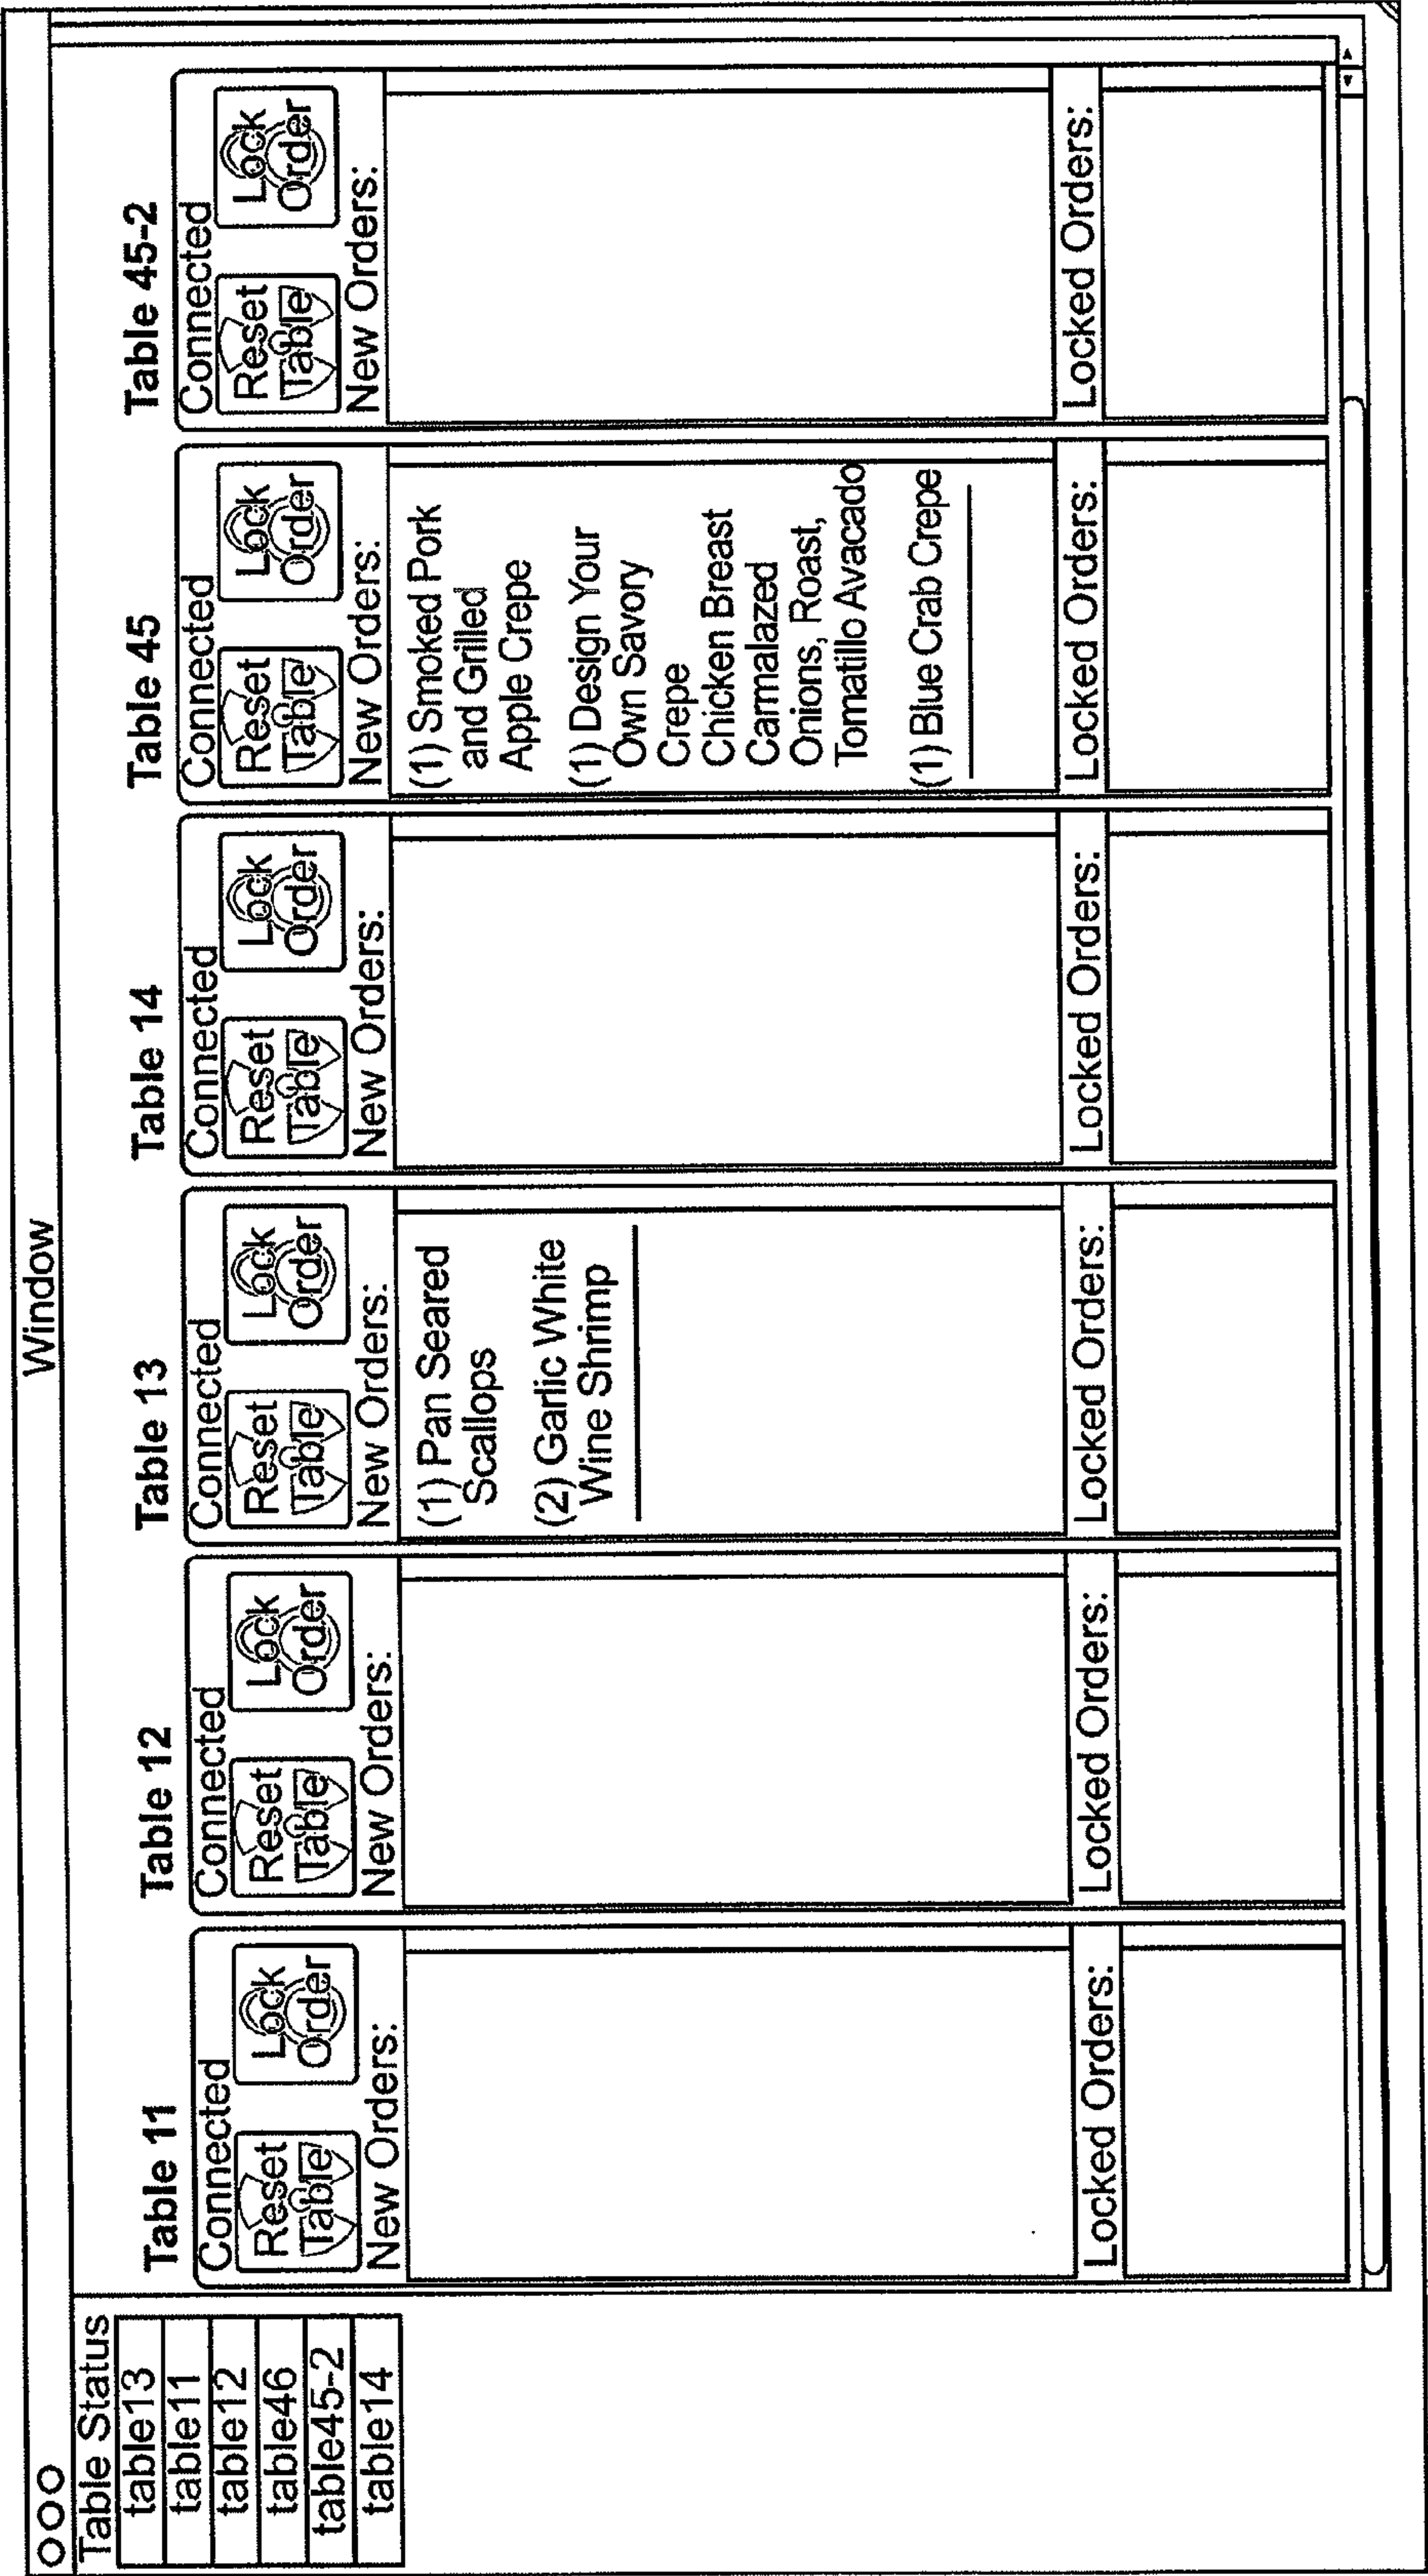 Window
Table Status
table13
table11
table12
table46
table45-2
table14
Table 11
Connected
Reset
Table
Lock
Order
New Orders:
Locked Orders:
Table 12
Connected
Reset
Table
Lock
Order
New Orders:
Locked Orders:
Table 13
Connected
Reset
Table
Lock
Order
New Orders:
(1) Pan Seared
Scallops
(2) Garlic White
Wine Shrimp
Locked Orders:
Table 14
Connected
Reset
Table
Lock
Order
New Orders:
Locked Orders:
Table 45
Connected
Reset
Table
Lock
Order
New Orders:
(1) Smoked Pork
and Grilled
Apple Crepe
(1) Design Your
Own Savory
Crepe
Chicken Breast
Carmalazed
Onions, Roast,
Tomatillo Avacado
(1) Blue Crab Crepe
Locked Orders:
Table 45-2
Connected
Reset
Table
Lock
Order
New Orders:
Locked Orders: